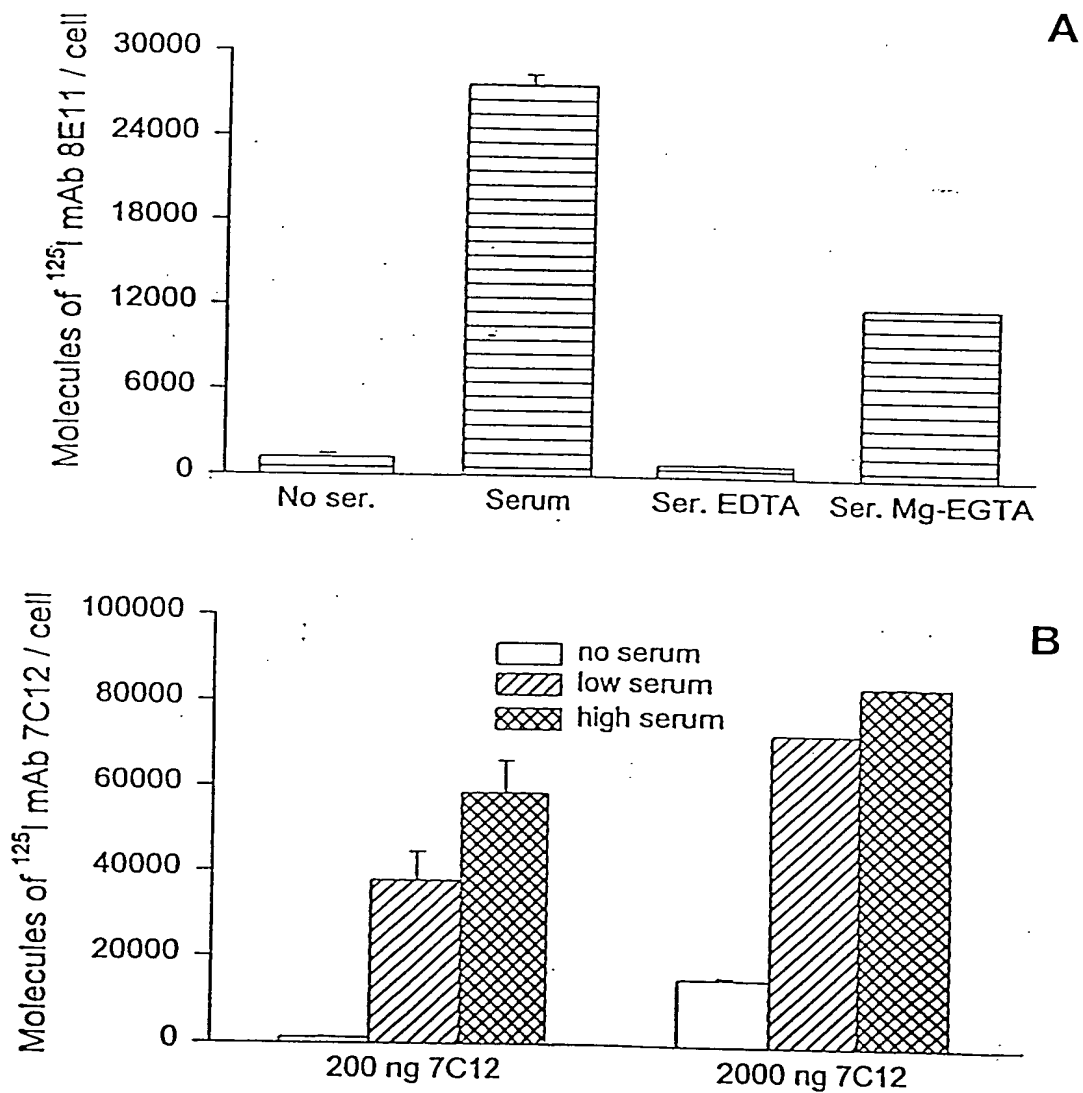 A
Molecules of 125I mAb 8E11 / cell
30000
24000
18000
12000
6000
0
No ser.
Serum
Ser. EDTA
Ser. Mg-EGTA
B
Molecules of 125I mAb 7C12 / cell
100000
80000
60000
40000
20000
0
no serum
low serum
high serum
200 ng 7C12
2000 ng 7C12